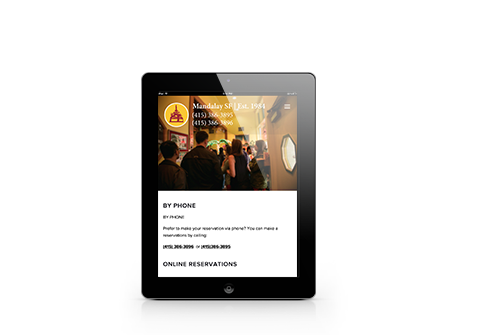 Mandalay SF | Est. 1984
(415) 386-3895
(415) 386-3896
BY PHONE
BY PHONE
Prefer to make your reservation via phone? You can make a
reservations by calling:
(415) 386-3896 or (415)386-3895
ONLINE RESERVATIONS